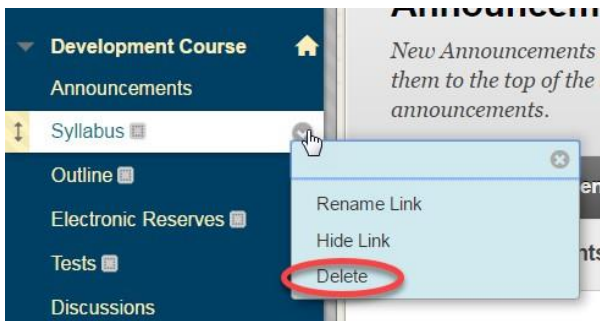 Development Course
Announcements
Syllabus
Outline
Electronic Reserves
Tests
Discussions
Rename Link
Hide Link
Delete
New Announcements
them to the top of the
announcements.